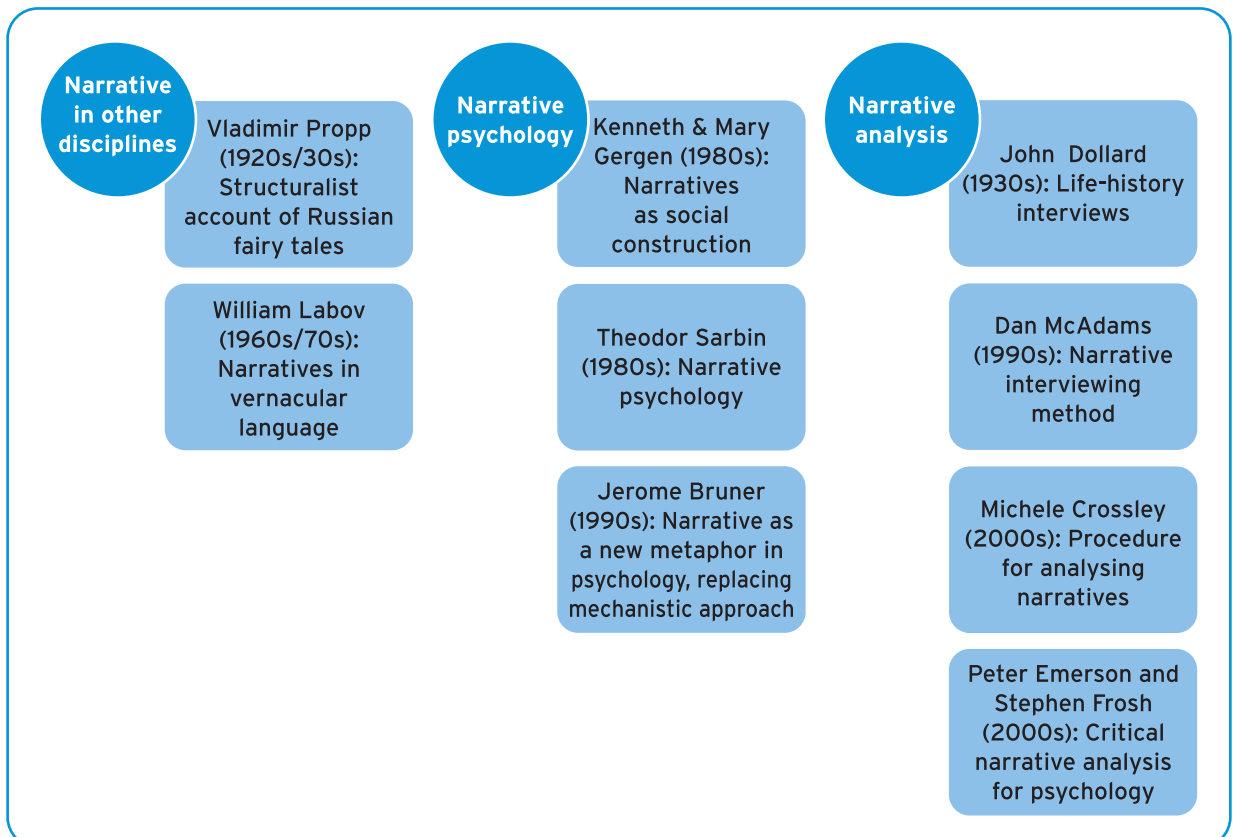 Narrative
in other
disciplines
Vladimir Propp
(1920s/30s):
Structuralist
account of Russian
fairy tales
William Labov
(1960s/70s):
Narratives in
vernacular
language
Narrative
psychology
Kenneth & Mary
Gergen (1980s):
Narratives
as social
construction
Theodor Sarbin
(1980s): Narrative
psychology
Jerome Bruner
(1990s): Narrative as
a new metaphor in
psychology, replacing
mechanistic approach
Narrative
analysis
John Dollard
(1930s): Life-history
interviews
Dan McAdams
(1990s): Narrative
interviewing
method
Michele Crossley
(2000s): Procedure
for analysing
narratives
Peter Emerson and
Stephen Frosh
(2000s): Critical
narrative analysis
for psychology